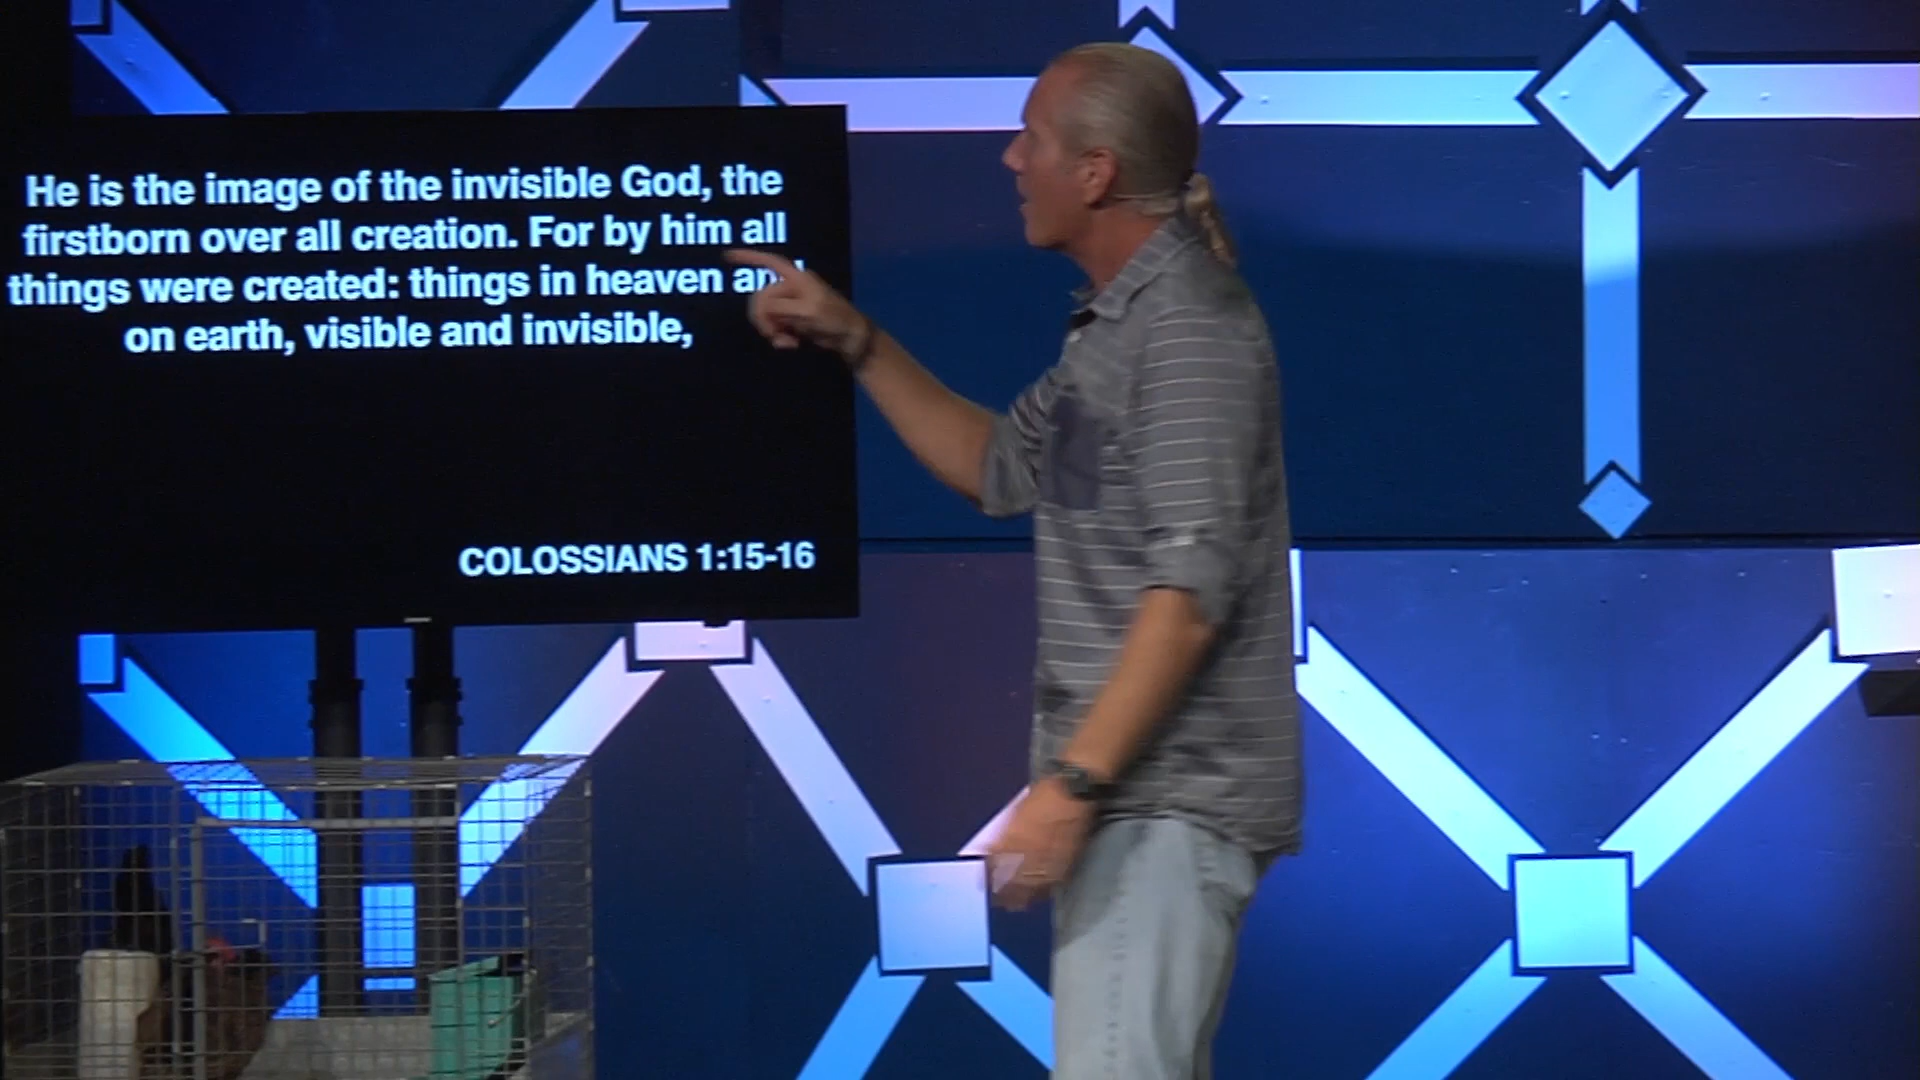 He is the image of the invisible God, the
firstborn over all creation. For by him all
things were created: things in heaven and
on earth, visible and invisible,
COLOSSIANS 1:15-16